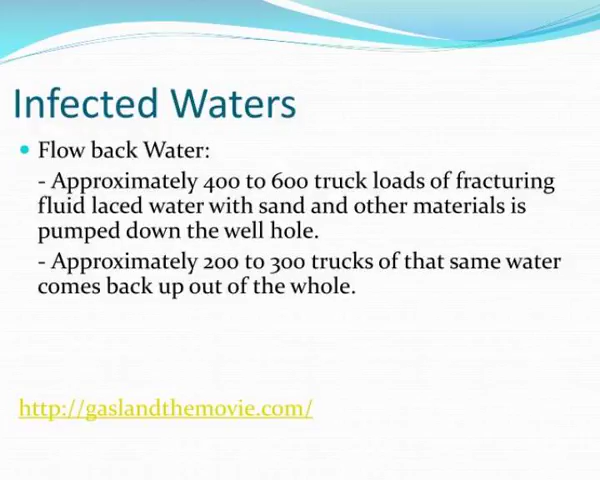 Infected Waters
Flow back Water:
- Approximately 400 to 600 truck loads of fracturing
fluid laced water with sand and other materials is
pumped down the well hole.
- Approximately 200 to 300 trucks of that same water
comes back up out of the whole.
http://gaslandthemovie.com/